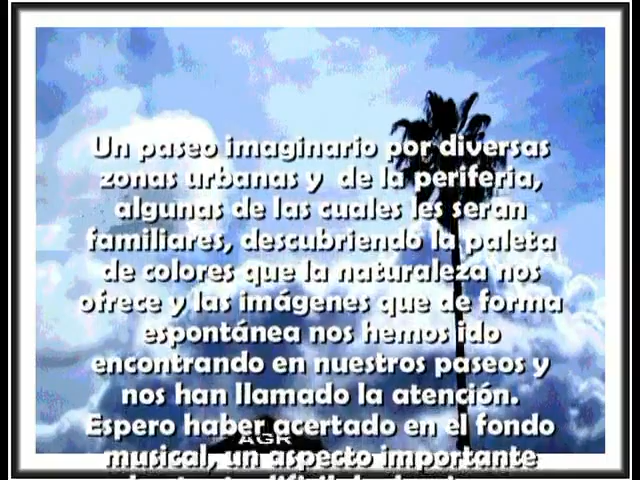 Un paseo imaginario por diversas
zonas urbanas y de la periferia,
algunas de las cuales les seran
familiares, descubriendo la paleta
de colores que la naturaleza nos
ofrece y las imágenes que de forma
espontánea nos hemos ido
encontrando en nuestros paseos y
nos han llamado la atención.
Espero haber acertado en el fondo
AGR
musical, un aspecto importante